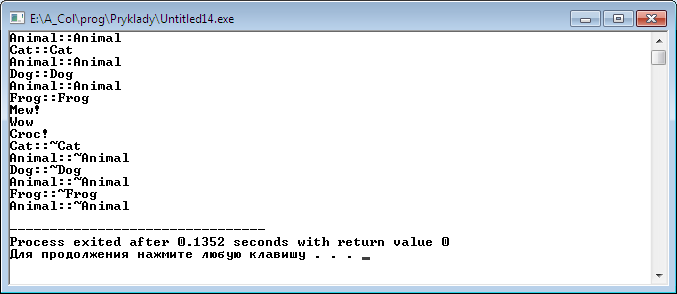 E:\A_Col\prog\Pryklady\Untitled14.exe
Animal::Animal
Cat::Cat
Animal::Animal
Dog::Dog
Animal::Animal
Frog::Frog
Mew!
Wow
Croc!
Cat::~Cat
Animal::~Animal
Dog::~Dog
Animal::~Animal
Frog::~Frog
Animal::~Animal
--------------------------------
Process exited after 0.1352 seconds with return value 0
Для продолжения нажмите любую клавишу . . . _